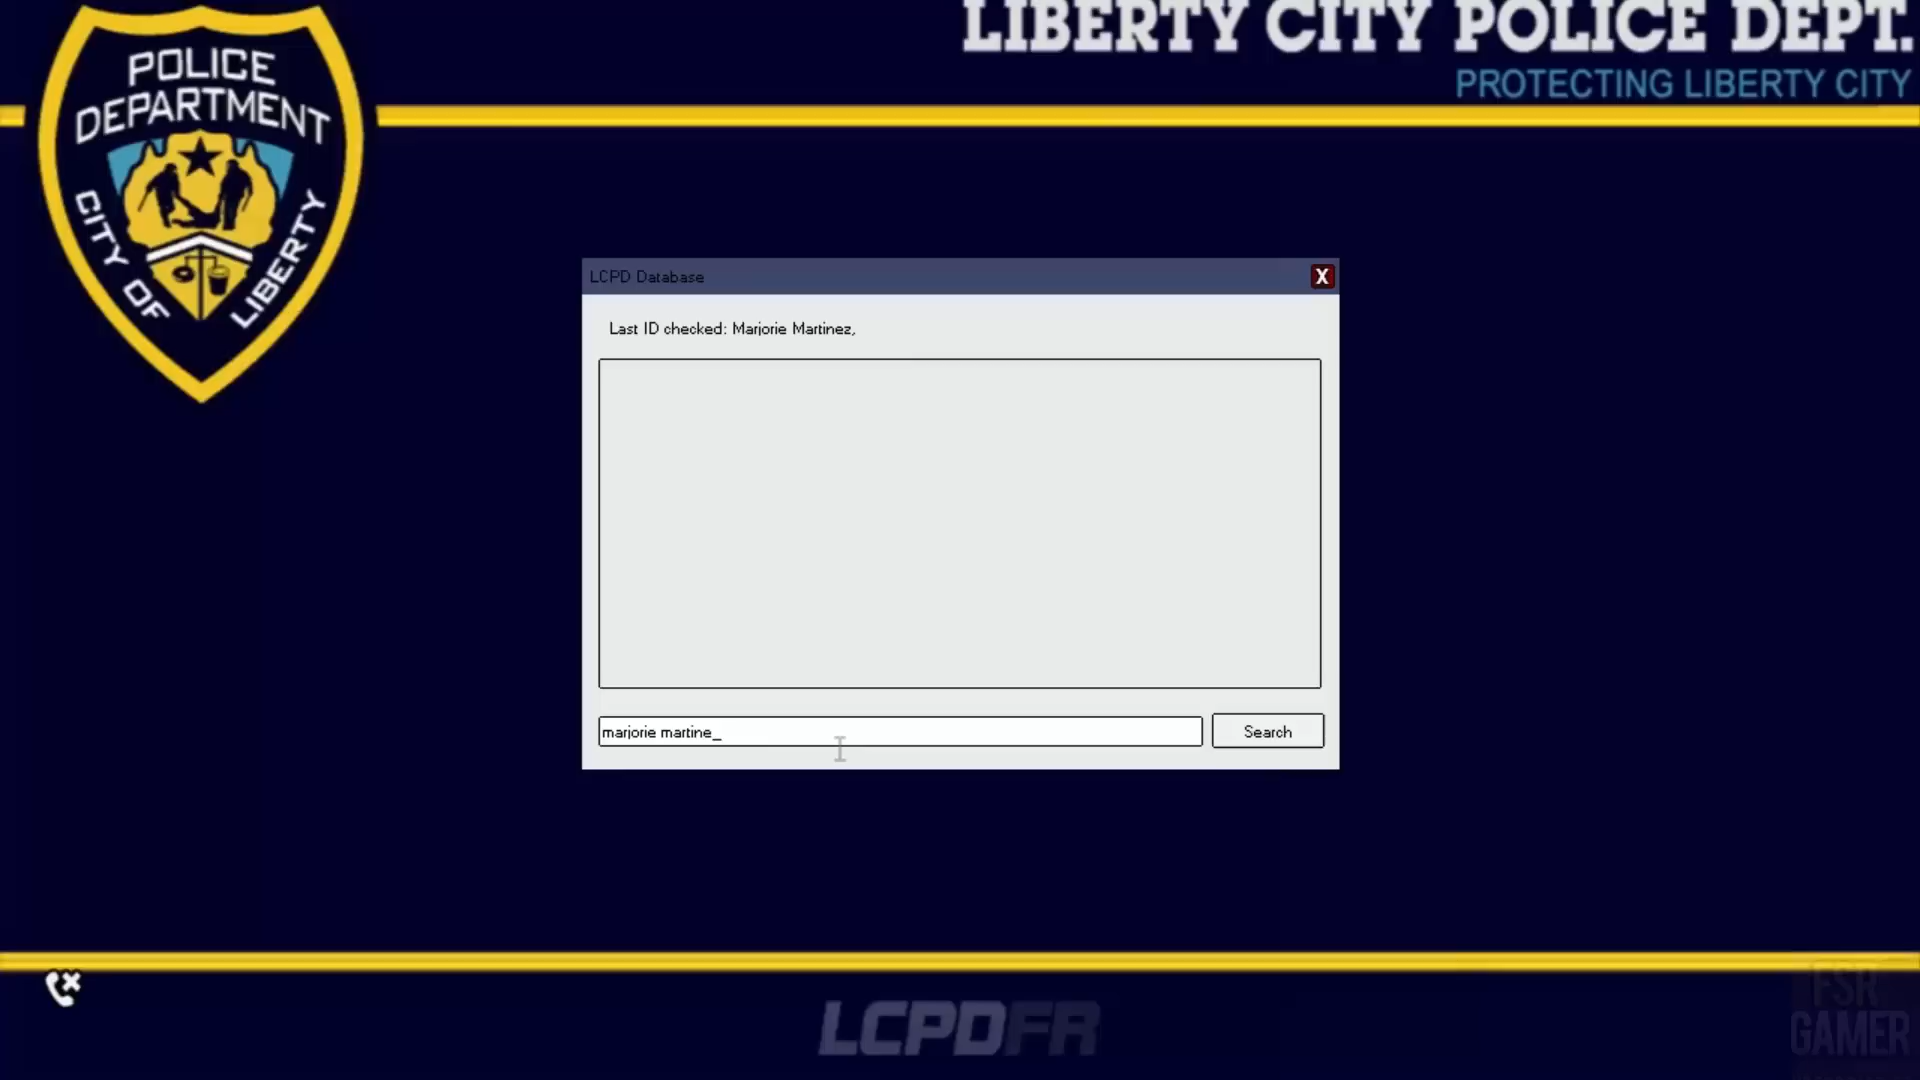 LIBERTY CITY POLICE DEPT.
PROTECTING LIBERTY CITY
POLICE
DEPARTMENT
CITY OF
LIBERTY
LCPD Database
X
Last ID checked: Marjorie Martinez,
marjorie martine_
Search
LCPDFR
FSR
GAMER